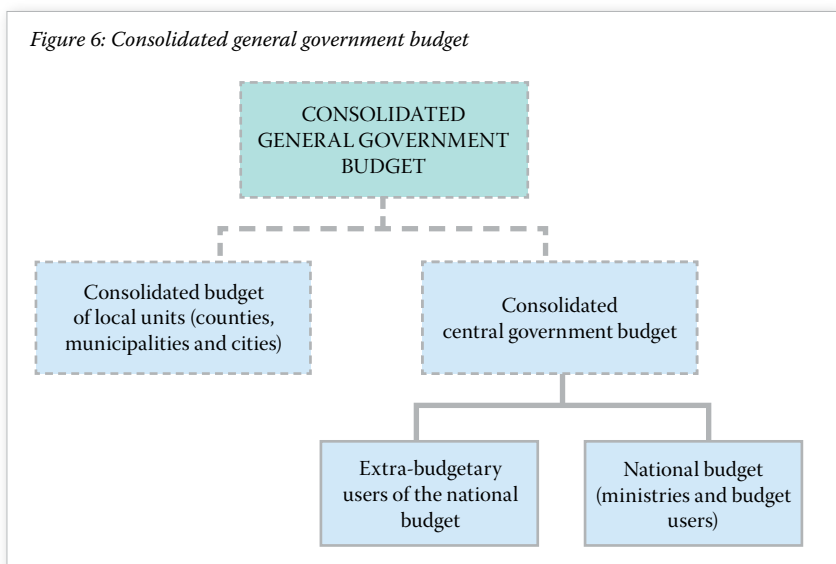 Figure 6: Consolidated general government budget
CONSOLIDATED
GENERAL GOVERNMENT
BUDGET
Consolidated budget
of local units (counties,
municipalities and cities)
Consolidated
central government budget
Extra-budgetary
users of the national
budget
National budget
(ministries and budget
users)